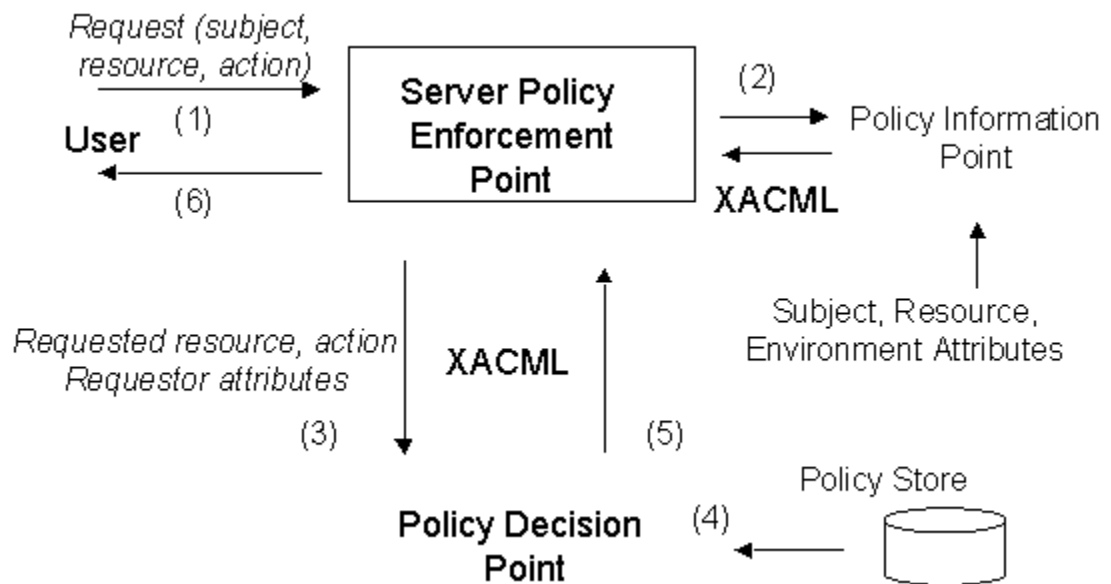 Request (subject,
resource, action)
(1)
User
(6)
Server Policy
Enforcement
Point
(2)
Policy Information
Point
XACML
Subject, Resource,
Environment Attributes
Requested resource, action
Requestor attributes
XACML
(3)
(5)
Policy Store
Policy Decision
Point
(4)